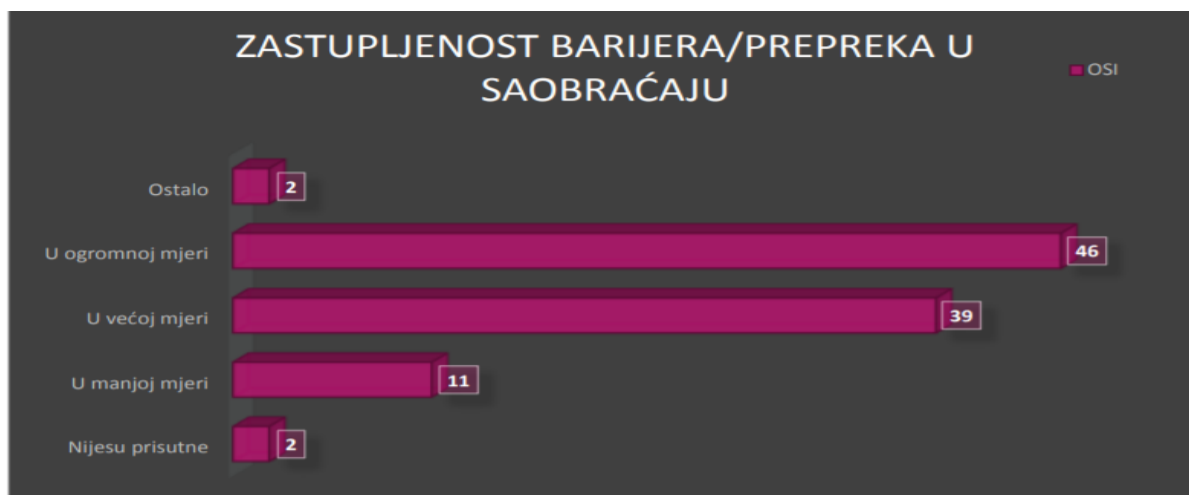 ZASTUPLJENOST BARIJERA/PREPREKA U
SAOBRAĆAJU
OSI
Ostalo
2
U ogromnoj mjeri
46
U većoj mjeri
39
U manjoj mjeri
11
Nijesu prisutne
2